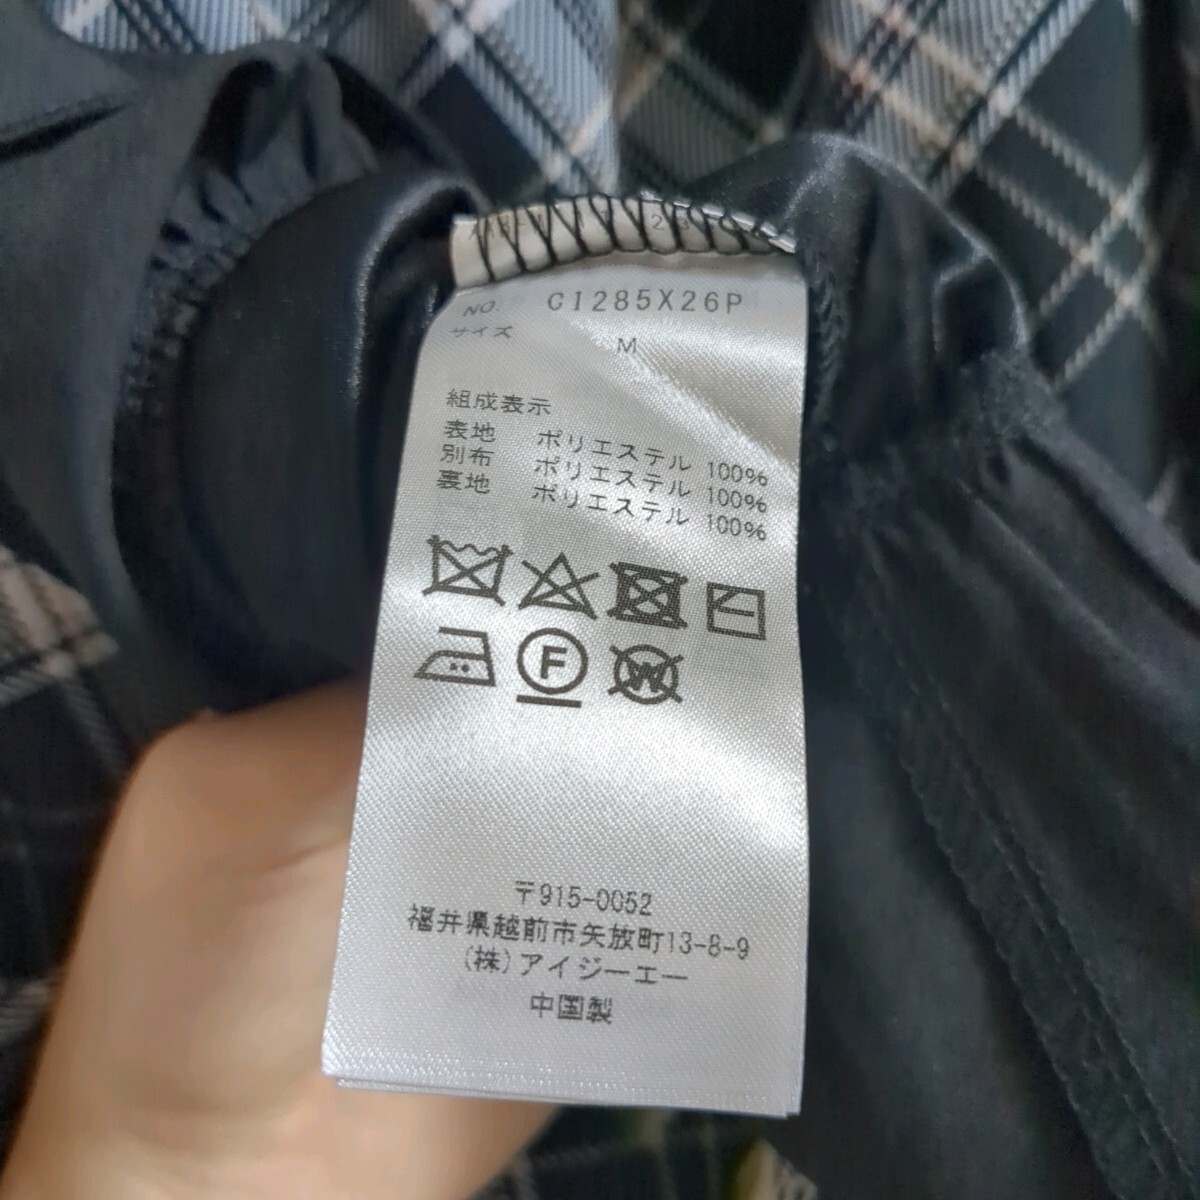 NO. CI285X26P
サイズ M
組成表示
表地 ポリエステル 100%
別布 ポリエステル 100%
裏地 ポリエステル 100%
F
W
〒915-0052
福井県越前市矢放町13-8-9
(株)アイジーエー
中国製